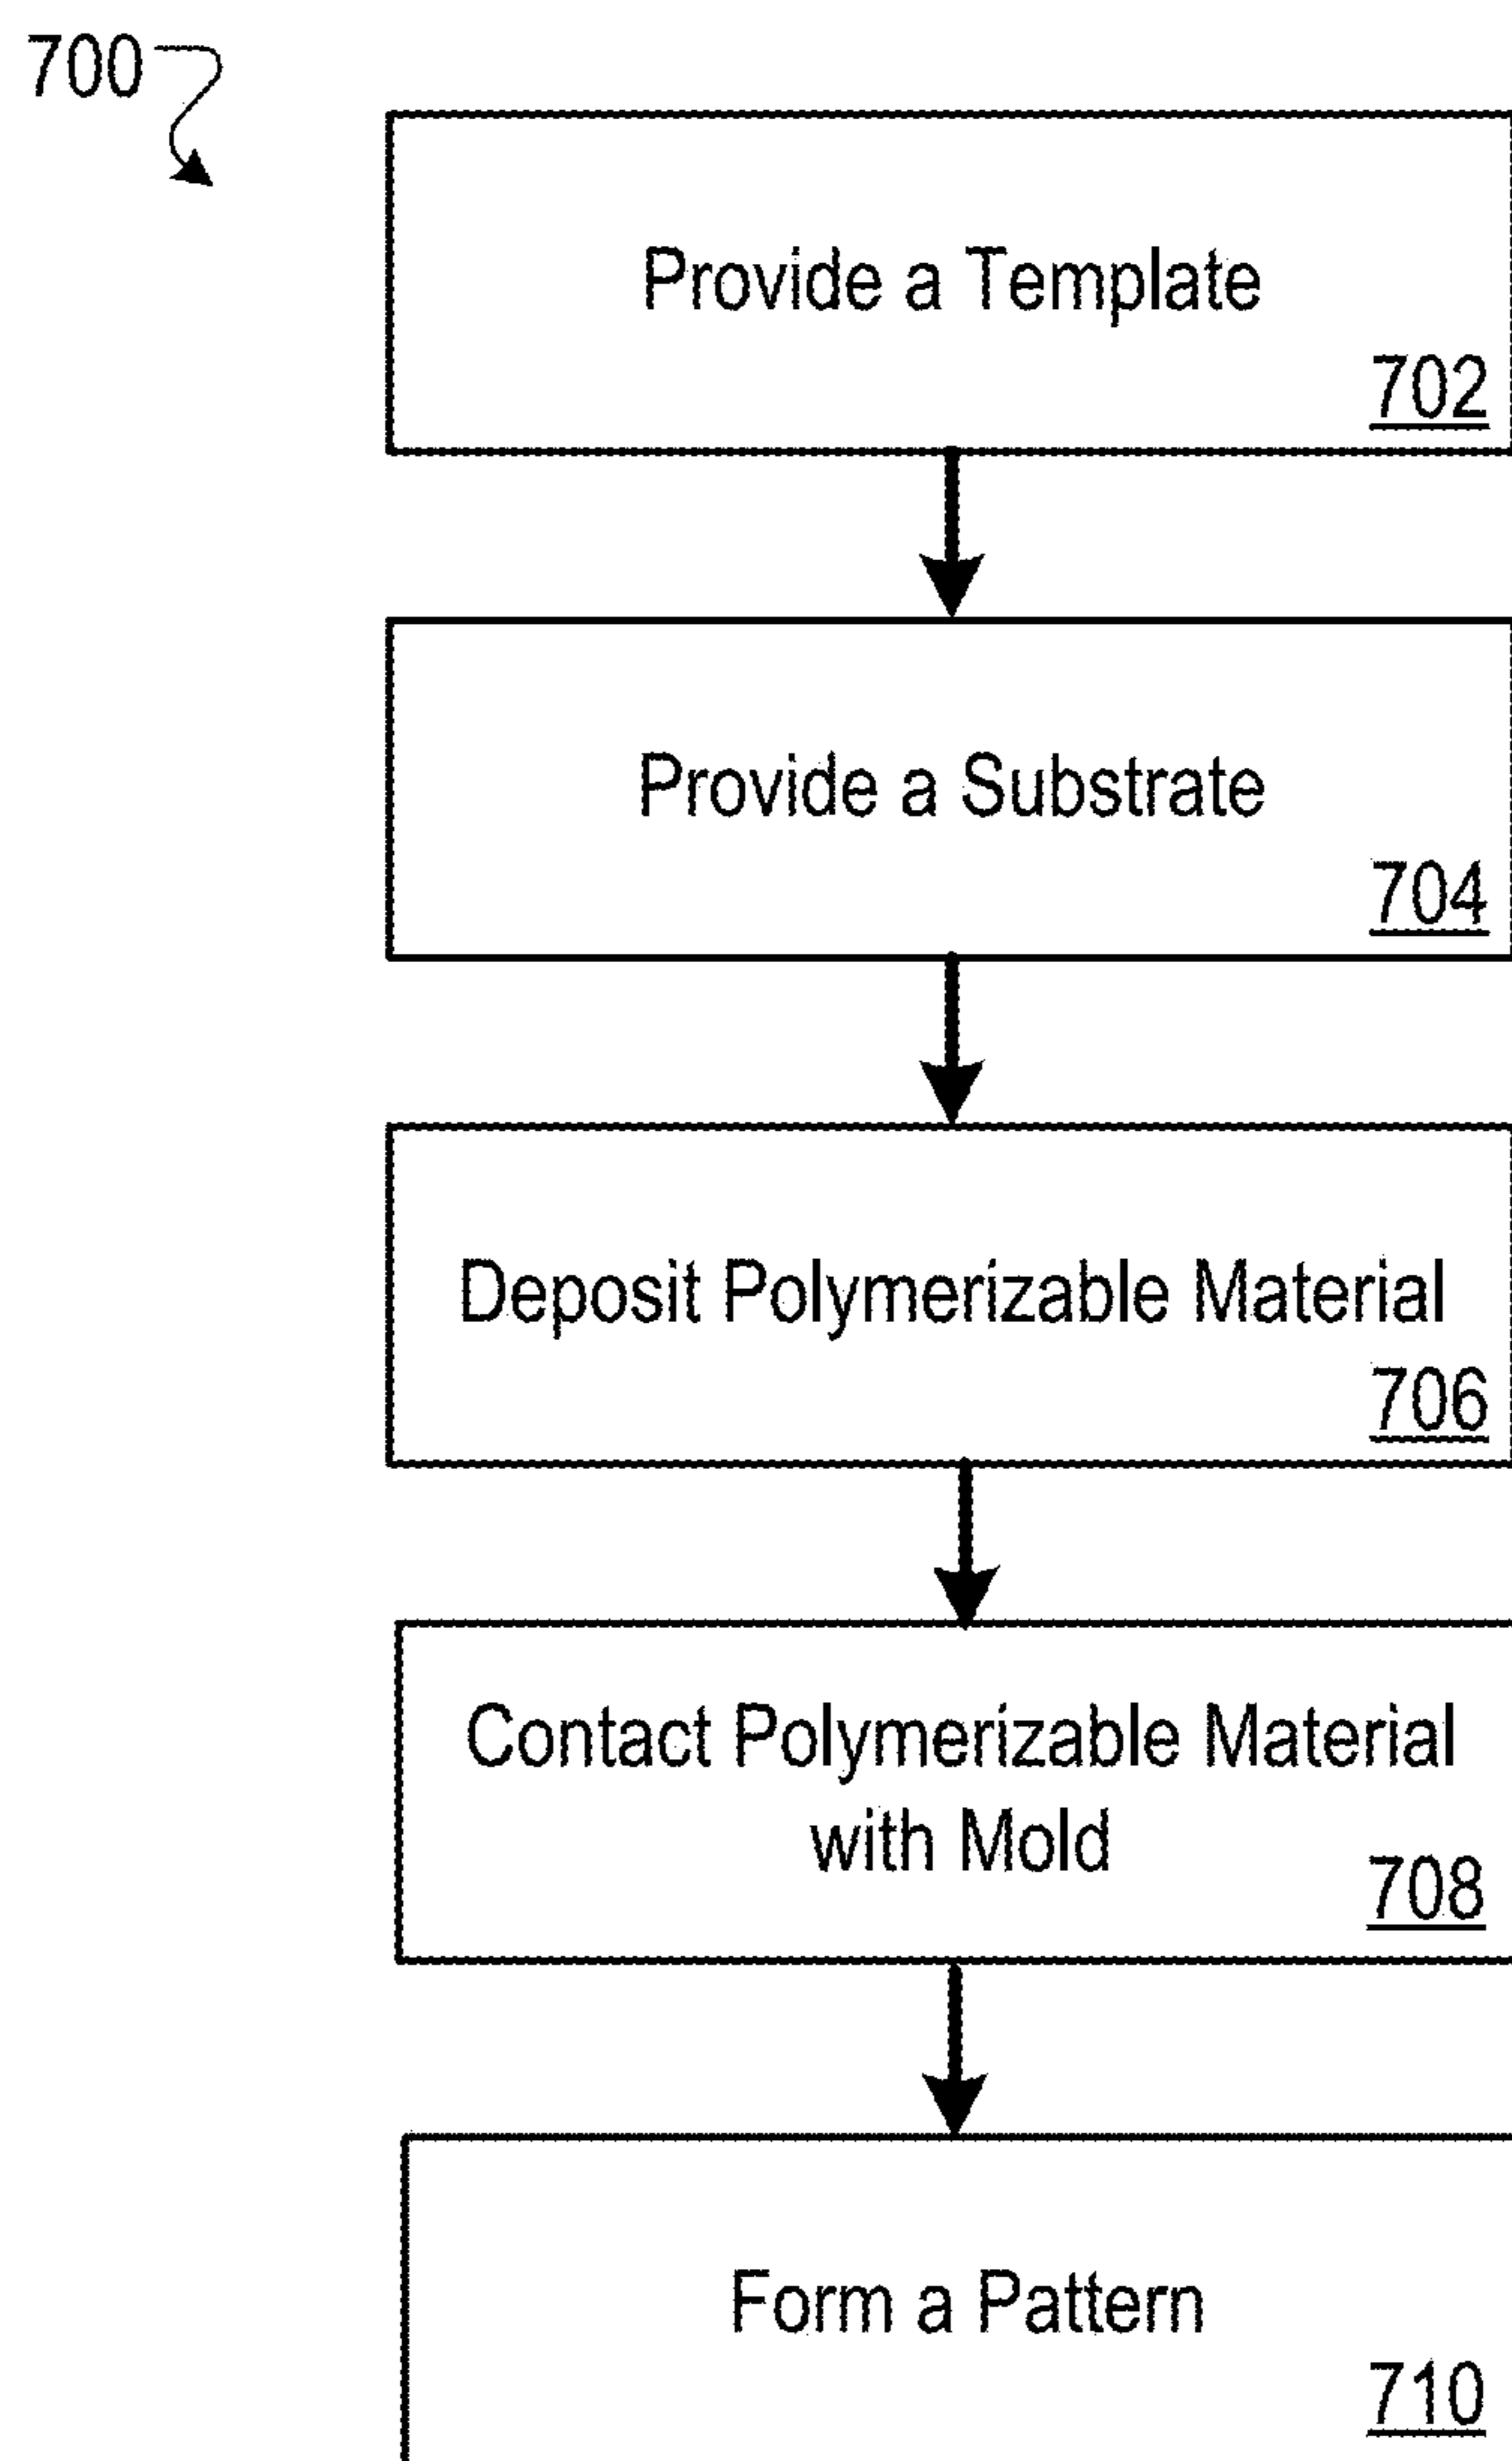 700
Provide a Template
702
Provide a Substrate
704
Deposit Polymerizable Material
706
Contact Polymerizable Material
with Mold
708
Form a Pattern
710